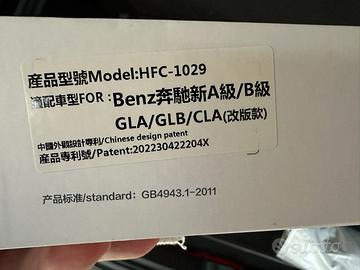 產品型號Model:HFC-1029
適配車型FOR：Benz奔馳新A級/B級
GLA/GLB/CLA(改版款)
中國外觀設計專利/Chinese design patent
產品專利號/Patent:202230422204X
产品标准/standard: GB4943.1-2011
subito